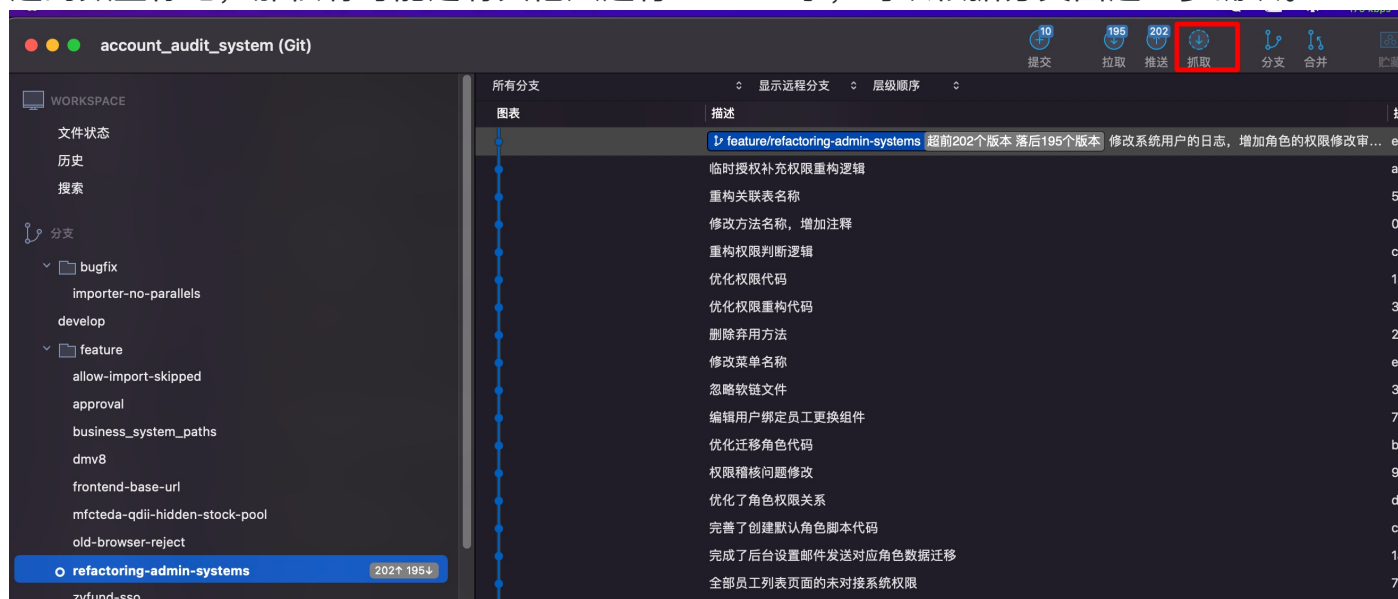 account_audit_system (Git)
10 195 202
提交 拉取 推送 抓取 分支 合并 贮藏
所有分支 显示远程分支 层级顺序
WORKSPACE
图表 描述
文件状态
feature/refactoring-admin-systems 超前202个版本 落后195个版本 修改系统用户的日志，增加角色的权限修改审... e
历史
临时授权补充权限重构逻辑 a
搜索
重构关联表名称 5
分支
修改方法名称，增加注释 0
重构权限判断逻辑 c
bugfix
优化权限代码 1
importer-no-parallels
优化权限重构代码 3
develop
删除弃用方法 2
feature
修改菜单名称 e
allow-import-skipped
忽略软链文件 3
approval
编辑用户绑定员工更换组件 7
business_system_paths
优化迁移角色代码 b
dmv8
权限稽核问题修改 9
frontend-base-url
优化了角色权限关系 d
mfcteda-qdii-hidden-stock-pool
完善了创建默认角色脚本代码 c
old-browser-reject
完成了后台设置邮件发送对应角色数据迁移 1
refactoring-admin-systems 202↑ 195↓
全部员工列表页面的未对接系统权限 7
zyfund-sso